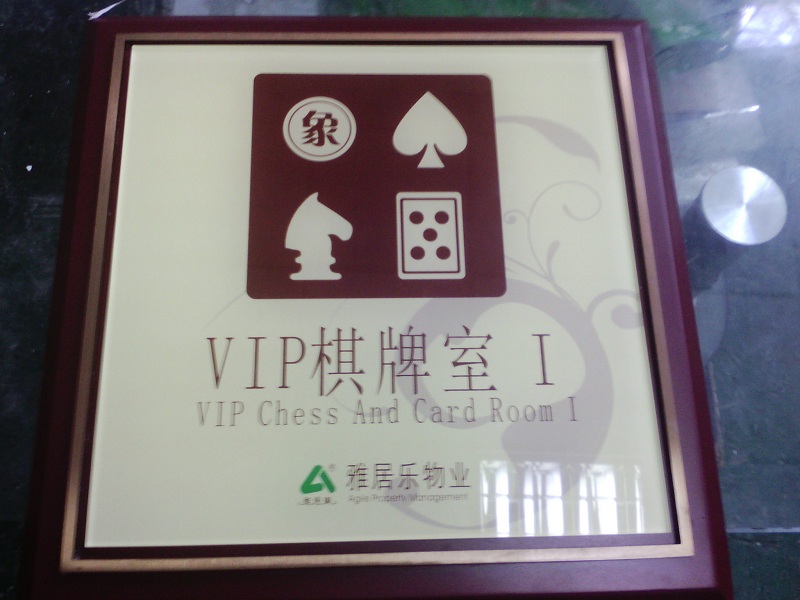 象
VIP棋牌室 I
VIP Chess And Card Room I
雅居乐物业
Agile Property Management